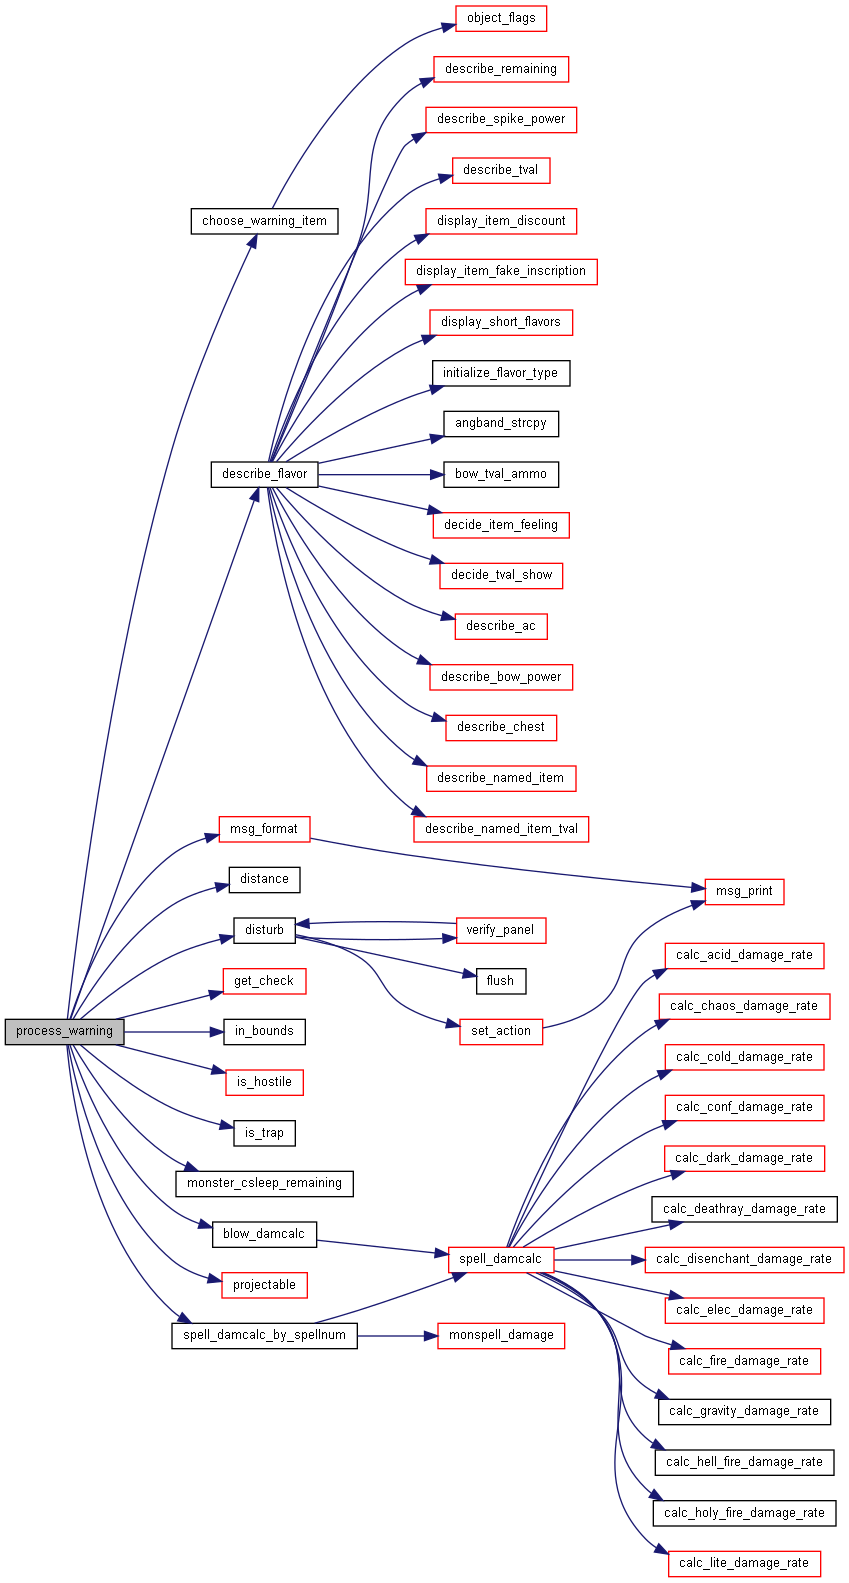 object_flags
describe_remaining
describe_spike_power
describe_tval
choose_warning_item
display_item_discount
display_item_fake_inscription
display_short_flavors
initialize_flavor_type
angband_strcpy
describe_flavor
bow_tval_ammo
decide_item_feeling
decide_tval_show
describe_ac
describe_bow_power
describe_chest
describe_named_item
msg_format
describe_named_item_tval
distance
msg_print
disturb
verify_panel
calc_acid_damage_rate
get_check
flush
calc_chaos_damage_rate
process_warning
in_bounds
set_action
calc_cold_damage_rate
is_hostile
calc_conf_damage_rate
is_trap
calc_dark_damage_rate
monster_csleep_remaining
calc_deathray_damage_rate
blow_damcalc
spell_damcalc
calc_disenchant_damage_rate
projectable
calc_elec_damage_rate
spell_damcalc_by_spellnum
monspell_damage
calc_fire_damage_rate
calc_gravity_damage_rate
calc_hell_fire_damage_rate
calc_holy_fire_damage_rate
calc_lite_damage_rate